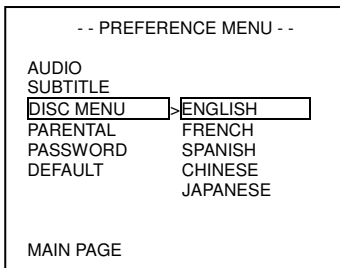 - - PREFERENCE MENU - -
AUDIO
SUBTITLE
DISC MENU >ENGLISH
PARENTAL FRENCH
PASSWORD SPANISH
DEFAULT CHINESE
JAPANESE
MAIN PAGE